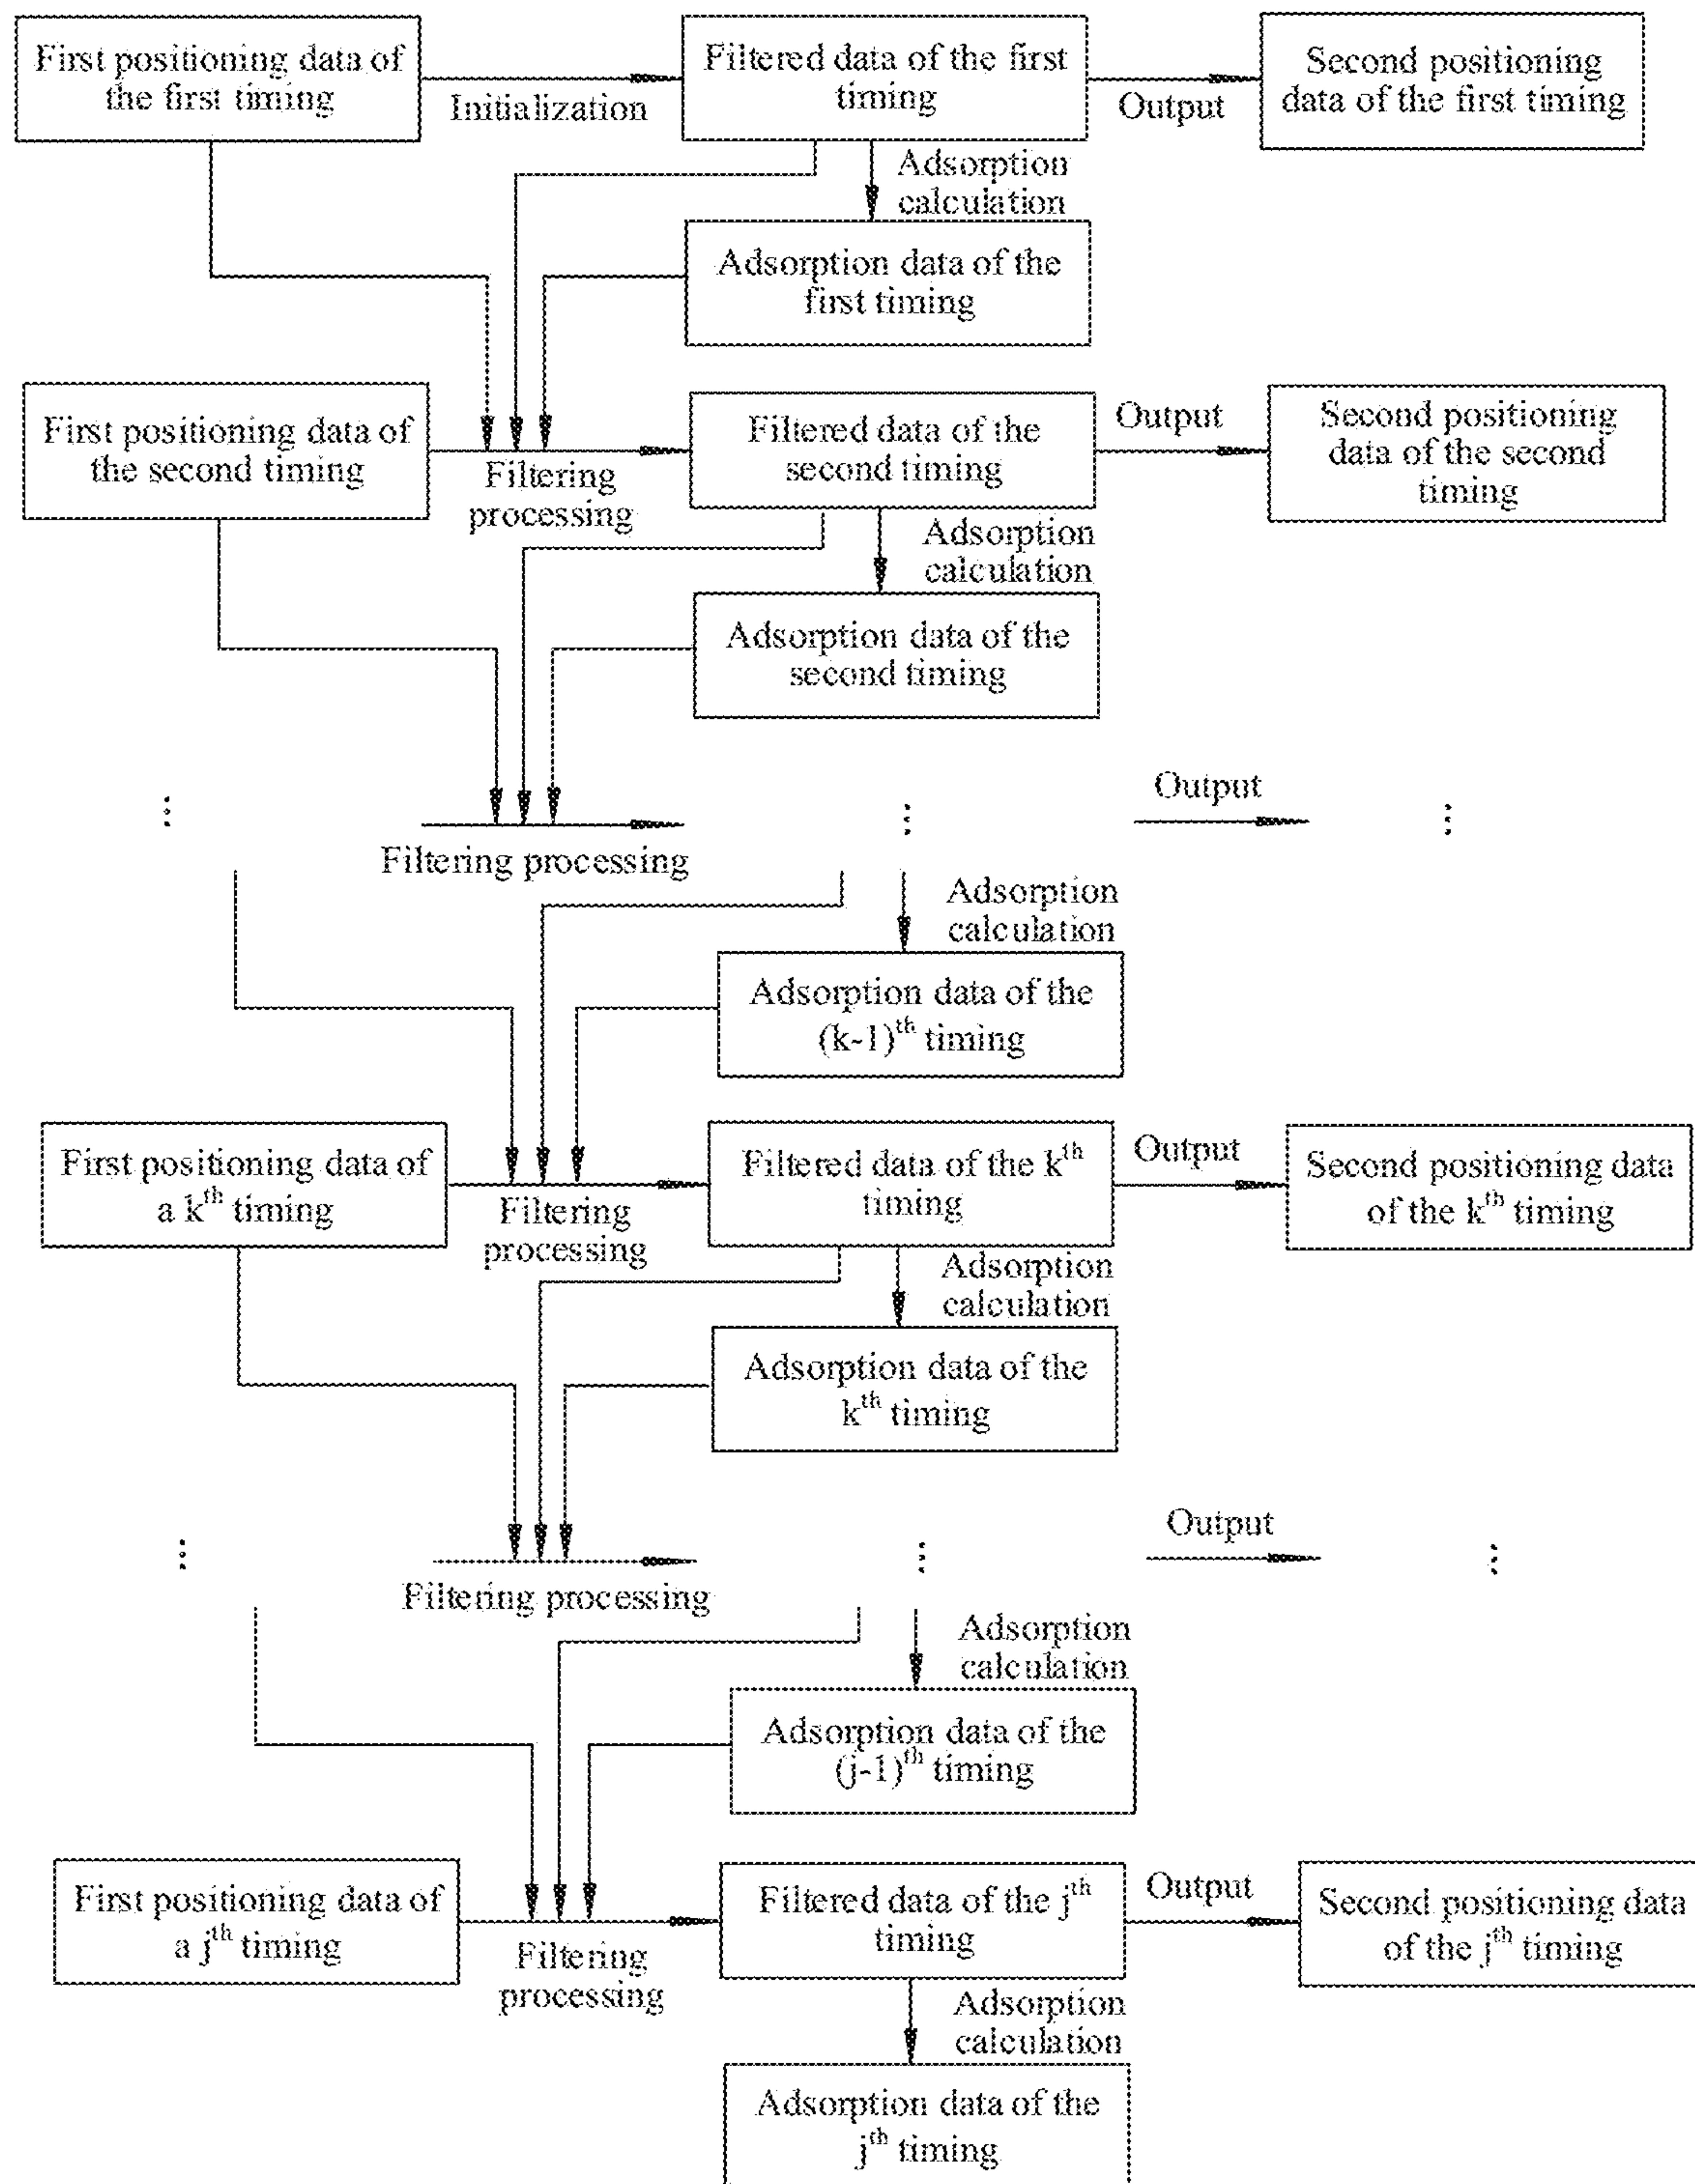 First positioning data of
the first timing
Initialization
Filtered data of the first
timing
Output
Second positioning
data of the first timing
Adsorption
calculation
Adsorption data of the
first timing
First positioning data of
the second timing
Filtering
processing
Filtered data of the
second timing
Output
Second positioning
data of the second
timing
Adsorption
calculation
Adsorption data of the
second timing
⋮
Filtering processing
⋮
Output
⋮
Adsorption
calculation
Adsorption data of the
(k-1)th timing
First positioning data of
a kth timing
Filtering
processing
Filtered data of the kth
timing
Output
Second positioning data
of the kth timing
Adsorption
calculation
Adsorption data of the
kth timing
⋮
Filtering processing
⋮
Output
⋮
Adsorption
calculation
Adsorption data of the
(j-1)th timing
First positioning data of
a jth timing
Filtering
processing
Filtered data of the jth
timing
Output
Second positioning data
of the jth timing
Adsorption
calculation
Adsorption data of the
jth timing